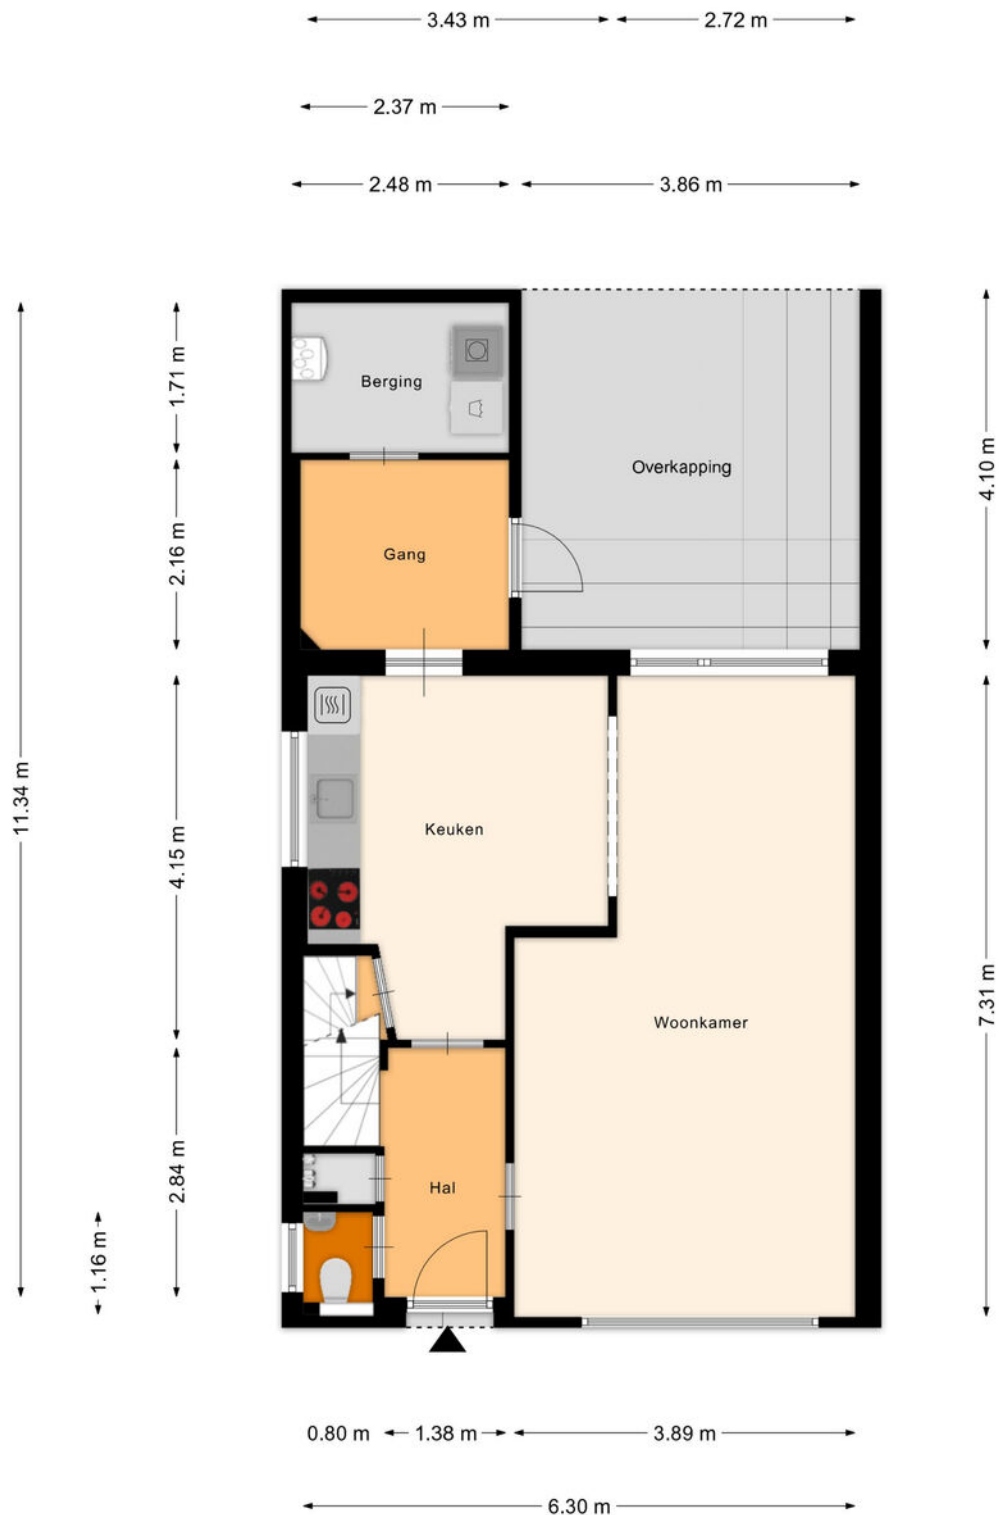 3.43 m 2.72 m
2.37 m
2.48 m 3.86 m
1.71 m
Berging
4.10 m
Overkapping
2.16 m
Gang
11.34 m
4.15 m
Keuken
7.31 m
Woonkamer
2.84 m
Hal
1.16 m
0.80 m 1.38 m 3.89 m
6.30 m